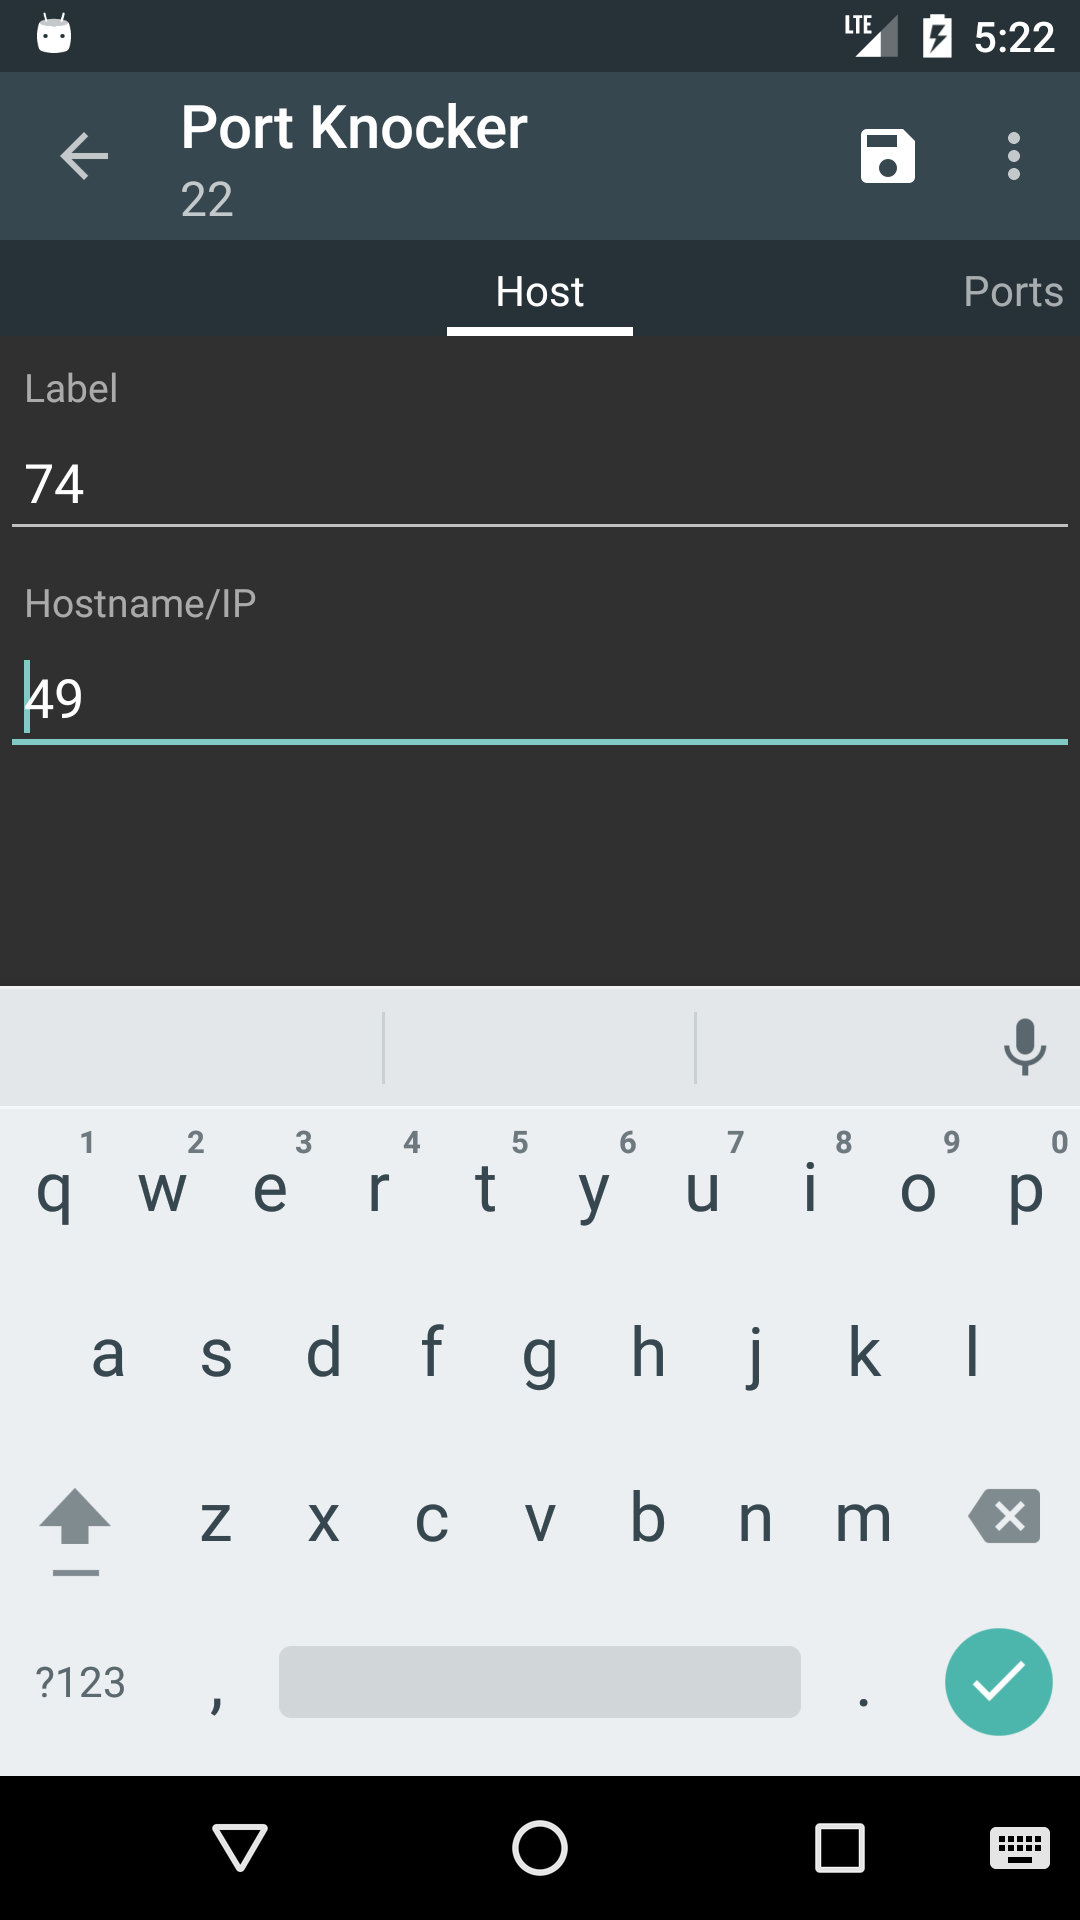 LTE 5:22
Port Knocker
22
Host Ports
Label
74
Hostname/IP
49
1 2 3 4 5 6 7 8 9 0
q w e r t y u i o p
a s d f g h j k l
z x c v b n m
?123 , .